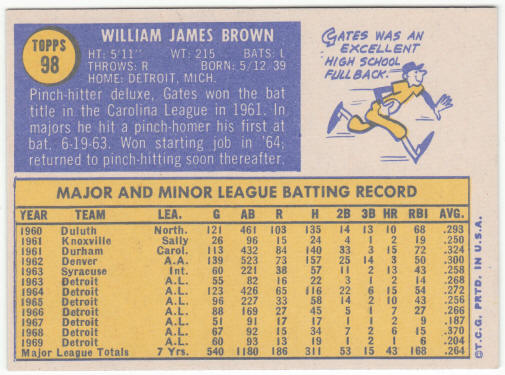 TOPPS
98
WILLIAM JAMES BROWN
HT: 5'11" WT: 215 BATS: L
THROWS: R BORN: 5/12/39
HOME: DETROIT, MICH.
Pinch-hitter deluxe, Gates won the bat
title in the Carolina League in 1961. In
majors he hit a pinch-homer his first at
bat. 6-19-63. Won starting job in '64;
returned to pinch-hitting soon thereafter.
GATES WAS AN
EXCELLENT
HIGH SCHOOL
FULLBACK.
MAJOR AND MINOR LEAGUE BATTING RECORD
YEAR TEAM LEA. G AB R H 2B 3B HR RBI AVG.
1960 Duluth North. 121 461 103 135 14 13 10 68 .293
1961 Knoxville Sally 26 96 15 24 4 1 2 19 .250
1961 Durham Carol. 113 432 84 140 33 3 15 72 .324
1962 Denver A.A. 139 523 73 157 25 14 3 50 .300
1963 Syracuse Int. 60 221 38 57 11 2 13 43 .258
1963 Detroit A.L. 55 82 16 22 3 1 2 14 .268
1964 Detroit A.L. 123 426 65 116 22 6 15 54 .272
1965 Detroit A.L. 96 227 33 58 14 2 10 43 .256
1966 Detroit A.L. 88 169 27 45 5 1 7 27 .266
1967 Detroit A.L. 51 91 17 17 1 1 2 9 .187
1968 Detroit A.L. 67 92 15 34 7 2 6 15 .370
1969 Detroit A.L. 60 93 13 19 1 2 1 6 .204
Major League Totals 7 Yrs. 540 1180 186 311 53 15 43 168 .264
©T.C.G. PRTD. IN U.S.A.